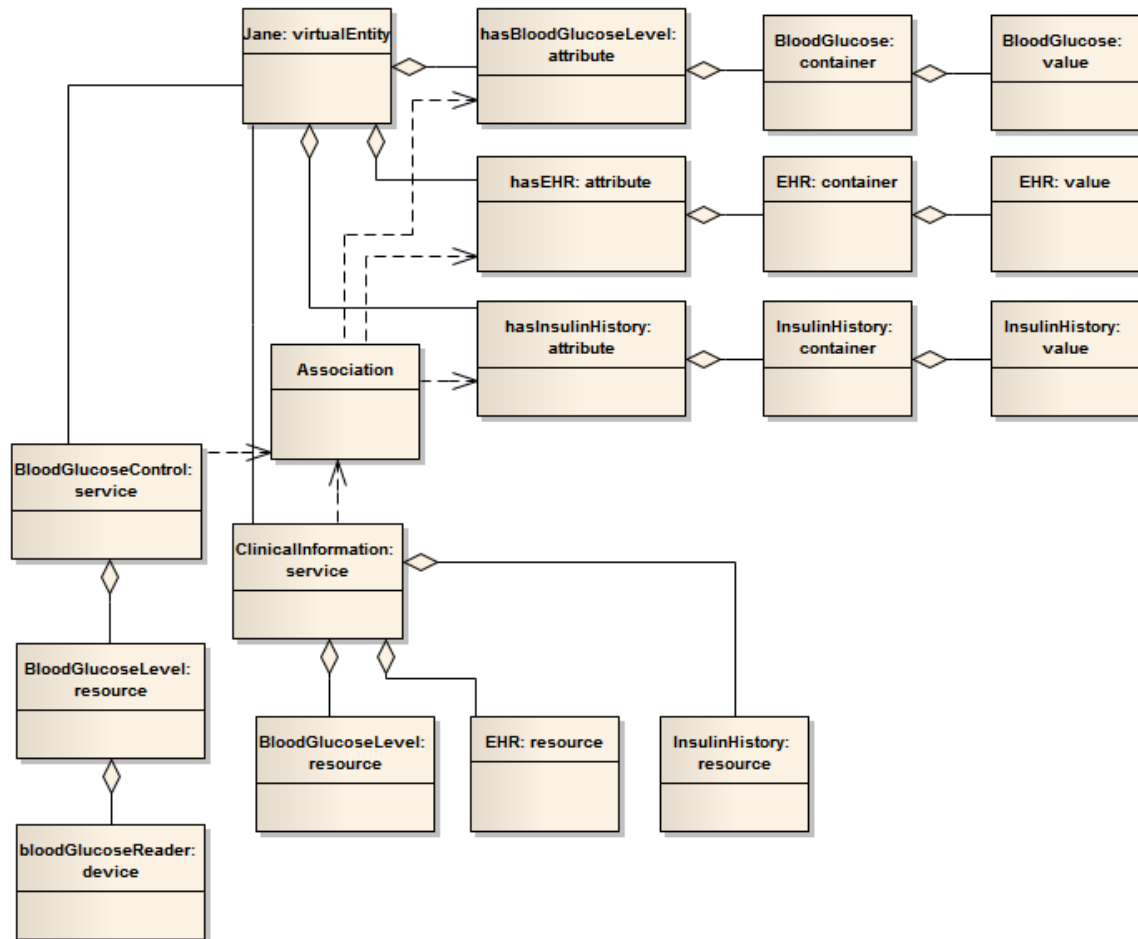 Jane: virtualEntity
hasBloodGlucoseLevel:
attribute
BloodGlucose:
container
BloodGlucose:
value
hasEHR: attribute
EHR: container
EHR: value
hasInsulinHistory:
attribute
InsulinHistory:
container
InsulinHistory:
value
Association
BloodGlucoseControl:
service
ClinicalInformation:
service
BloodGlucoseLevel:
resource
BloodGlucoseLevel:
resource
EHR: resource
InsulinHistory:
resource
bloodGlucoseReader:
device